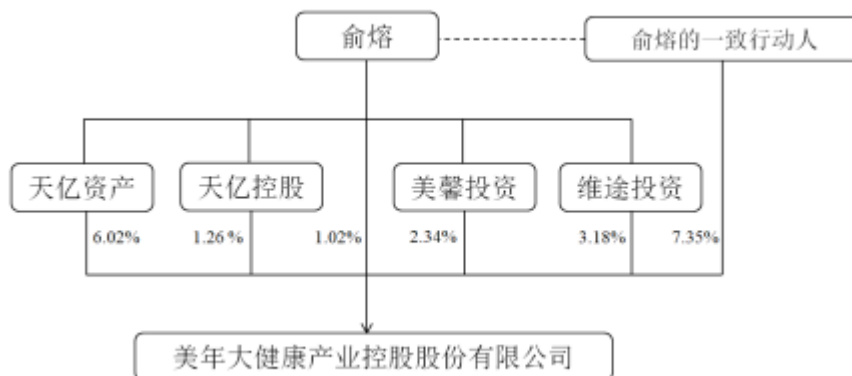 俞熔
俞熔的一致行动人
天亿资产
天亿控股
美馨投资
维途投资
6.02%
1.26%
1.02%
2.34%
3.18%
7.35%
美年大健康产业控股股份有限公司